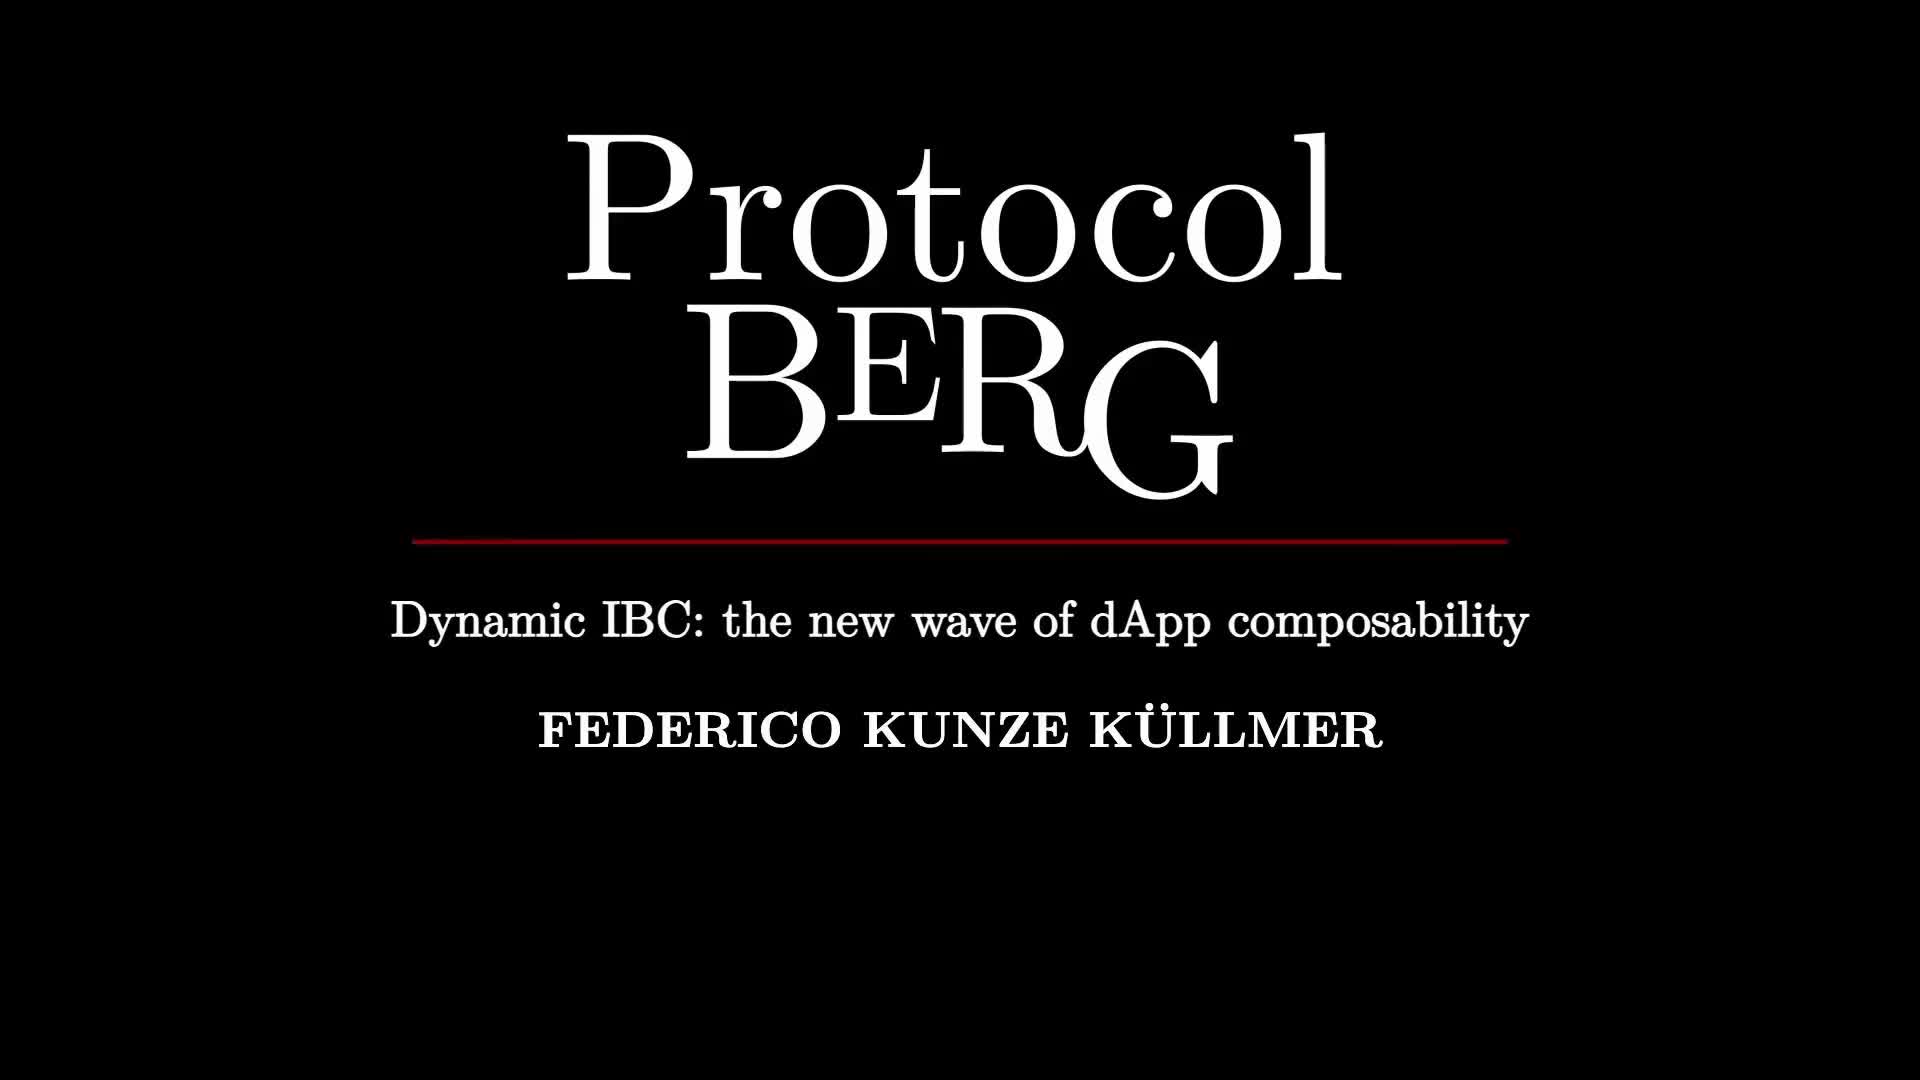 Protocol
BERG
Dynamic IBC: the new wave of dApp composability
FEDERICO KUNZE KÜLLMER